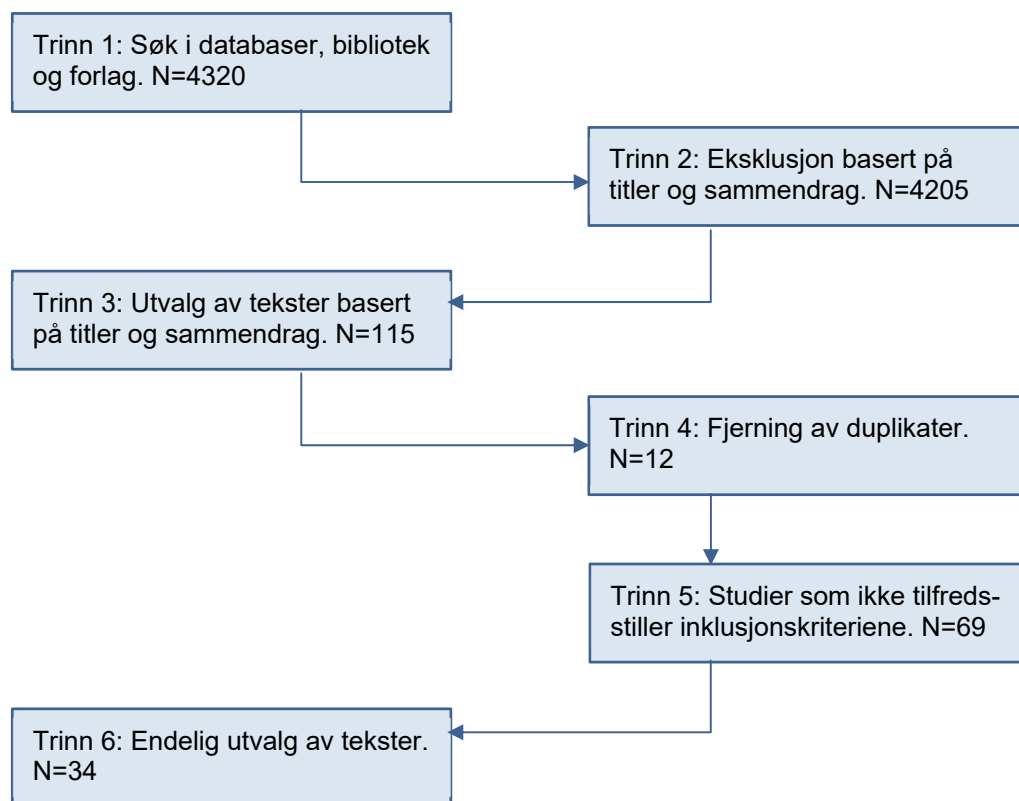 Trinn 1: Søk i databaser, bibliotek
og forlag. N=4320
Trinn 2: Eksklusjon basert på
titler og sammendrag. N=4205
Trinn 3: Utvalg av tekster basert
på titler og sammendrag. N=115
Trinn 4: Fjerning av duplikater.
N=12
Trinn 5: Studier som ikke tilfreds-
stiller inklusjonskriteriene. N=69
Trinn 6: Endelig utvalg av tekster.
N=34